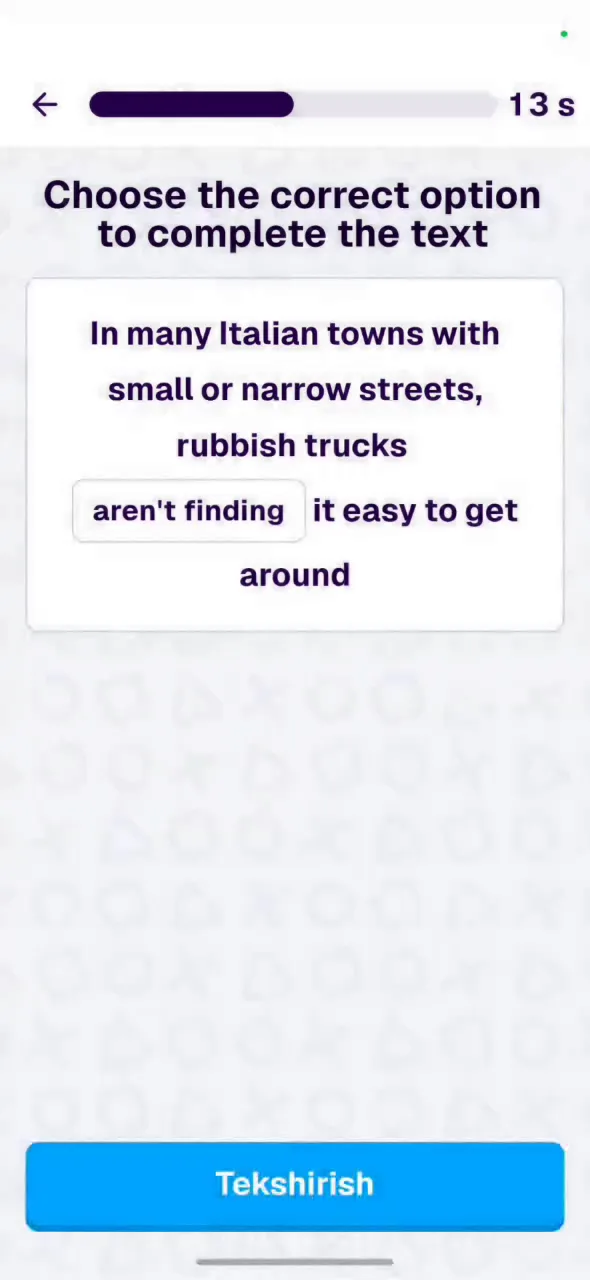 13 s
Choose the correct option
to complete the text
In many Italian towns with
small or narrow streets,
rubbish trucks
aren't finding it easy to get
around
Tekshirish